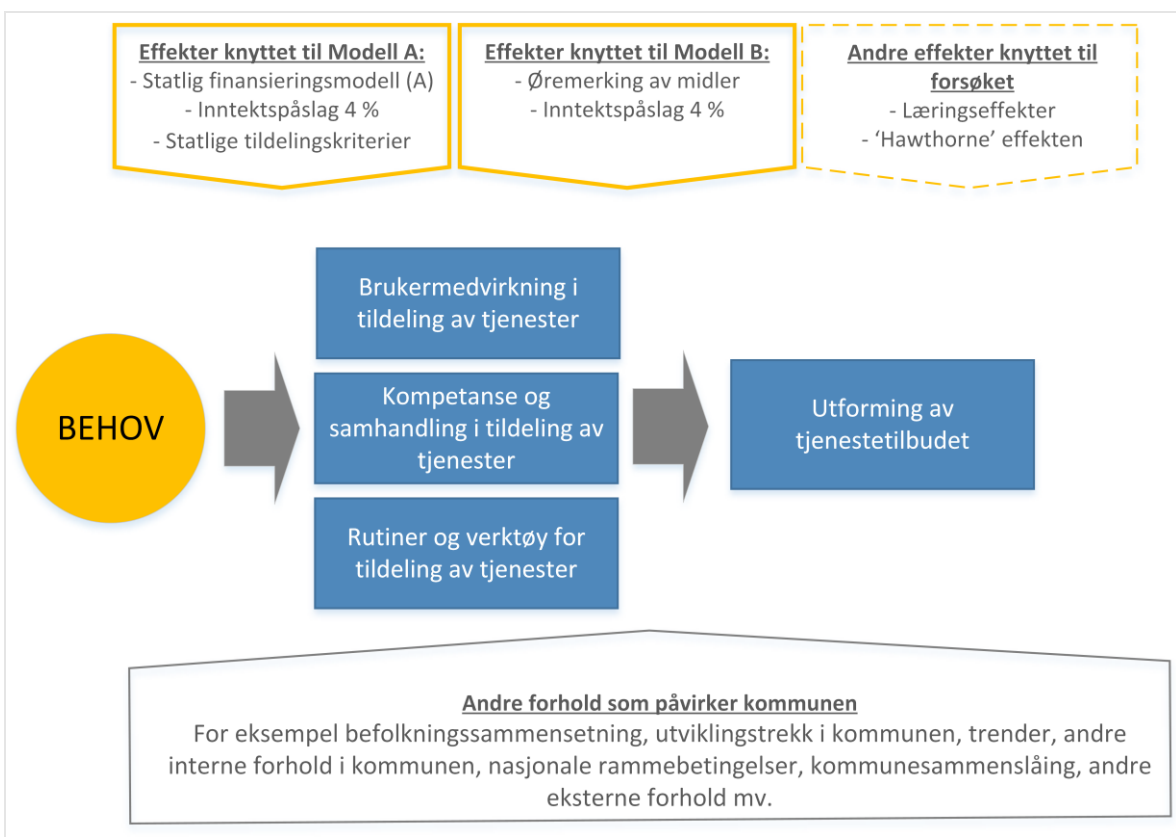 Effekter knyttet til Modell A:
- Statlig finansieringsmodell (A)
- Inntektspåslag 4 %
- Statlige tildelingskriterier
Effekter knyttet til Modell B:
- Øremerking av midler
- Inntektspåslag 4 %
Andre effekter knyttet til
forsøket
- Læringseffekter
- ‘Hawthorne’ effekten
BEHOV
Brukermedvirkning i
tildeling av tjenester
Kompetanse og
samhandling i tildeling av
tjenester
Rutiner og verktøy for
tildeling av tjenester
Utforming av
tjenestetilbudet
Andre forhold som påvirker kommunen
For eksempel befolkningssammensetning, utviklingstrekk i kommunen, trender, andre
interne forhold i kommunen, nasjonale rammebetingelser, kommunesammenslåing, andre
eksterne forhold mv.